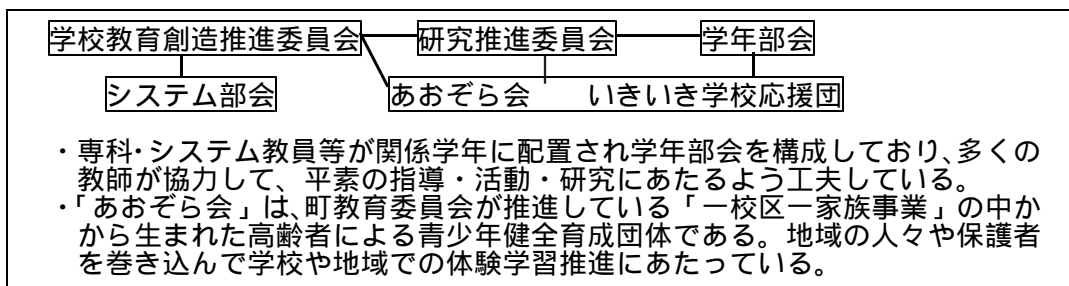 学校教育創造推進委員会 研究推進委員会 学年部会
システム部会 あおぞら会 いきいき学校応援団
・専科・システム教員等が関係学年に配置され学年部会を構成しており、多くの
教師が協力して、平素の指導・活動・研究にあたるよう工夫している。
・「あおぞら会」は、町教育委員会が推進している「一校区一家族事業」の中か
から生まれた高齢者による青少年健全育成団体である。地域の人々や保護者
を巻き込んで学校や地域での体験学習推進にあたっている。